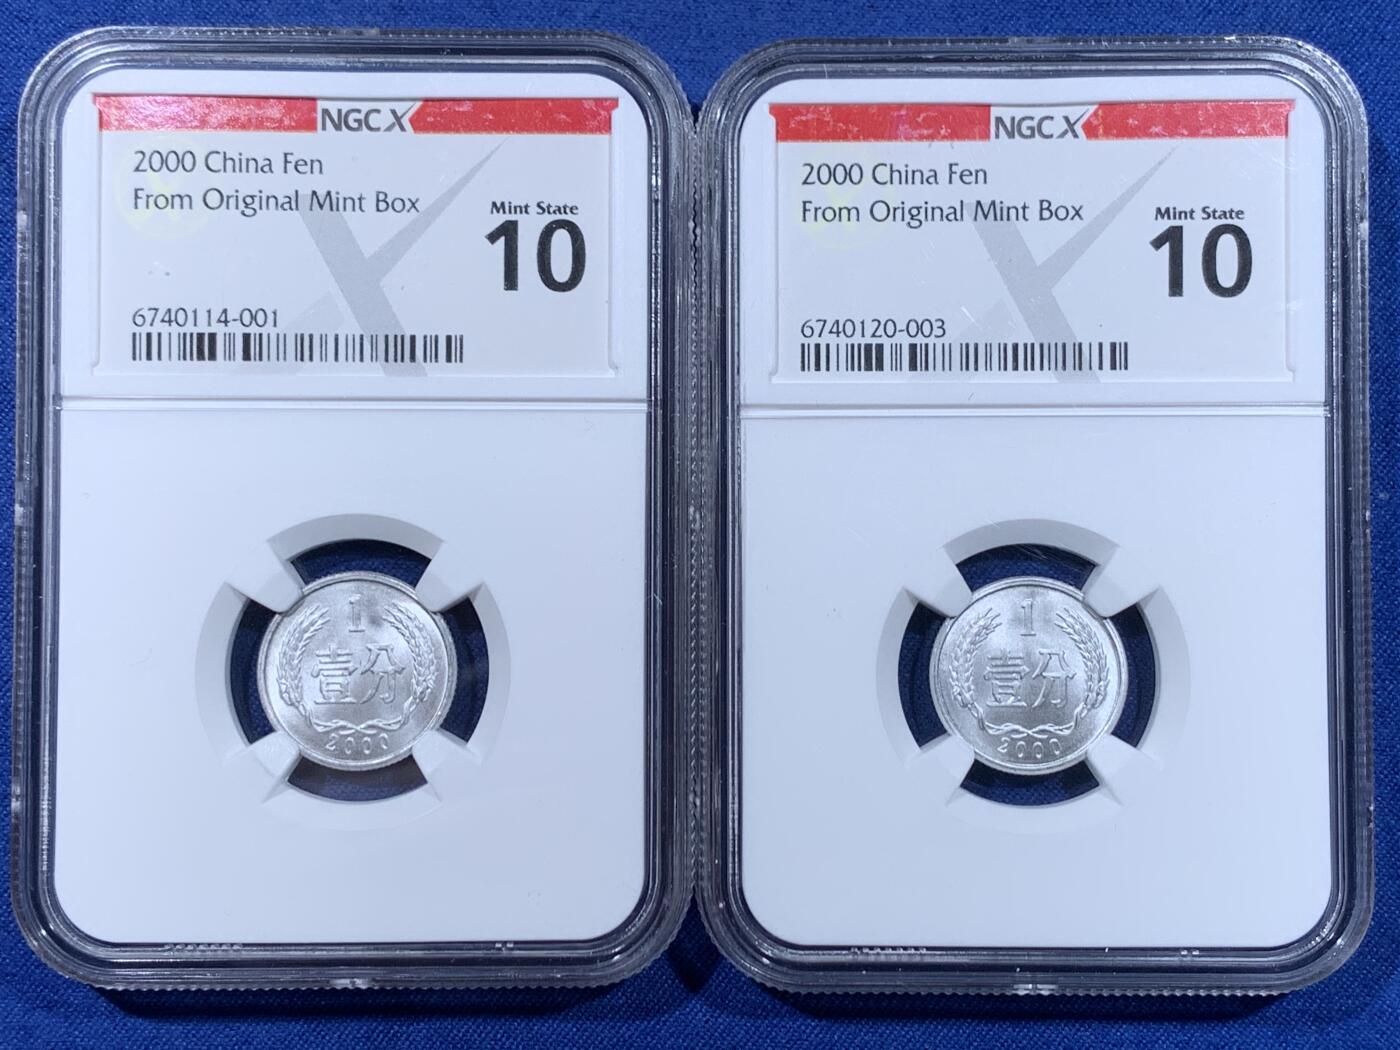 NGCX
2000 China Fen
From Original Mint Box
Mint State
10
6740114-001
1
壹分
2000
NGCX
2000 China Fen
From Original Mint Box
Mint State
10
6740120-003
1
壹分
2000